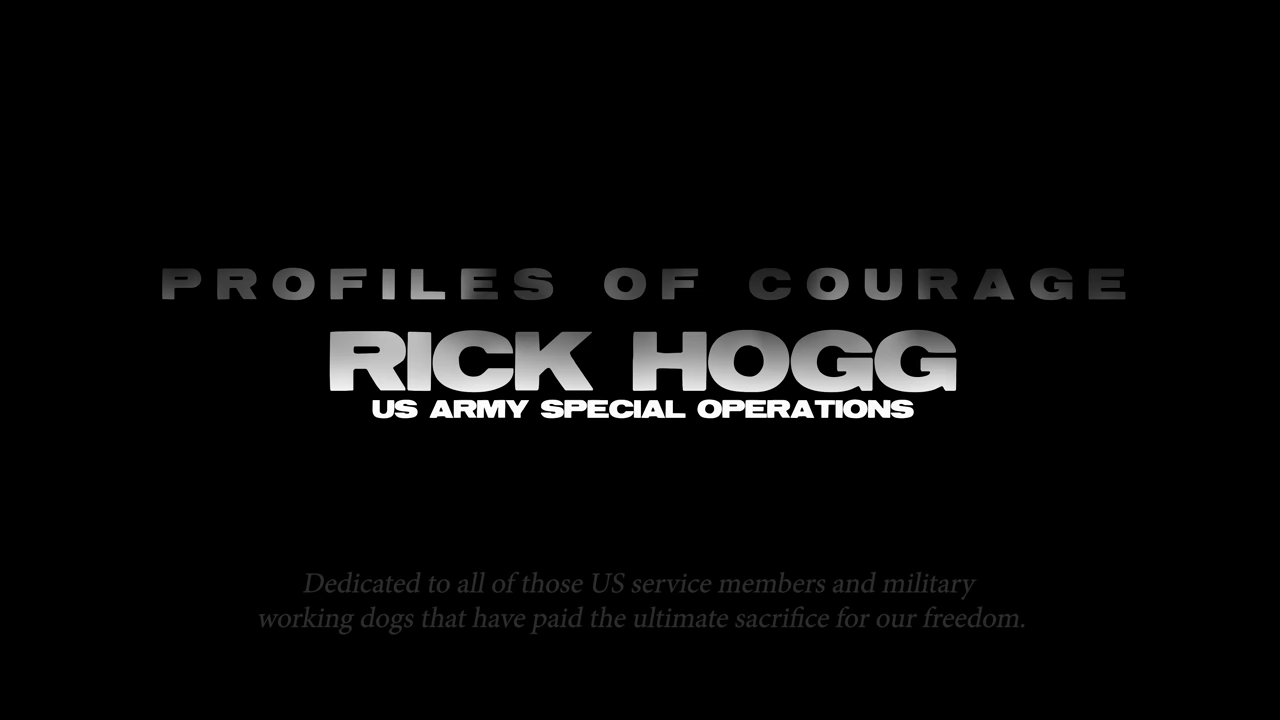 PROFILES OF COURAGE
RICK HOGG
US ARMY SPECIAL OPERATIONS
Dedicated to all of those US service members and military
working dogs that have paid the ultimate sacrifice for our freedom.